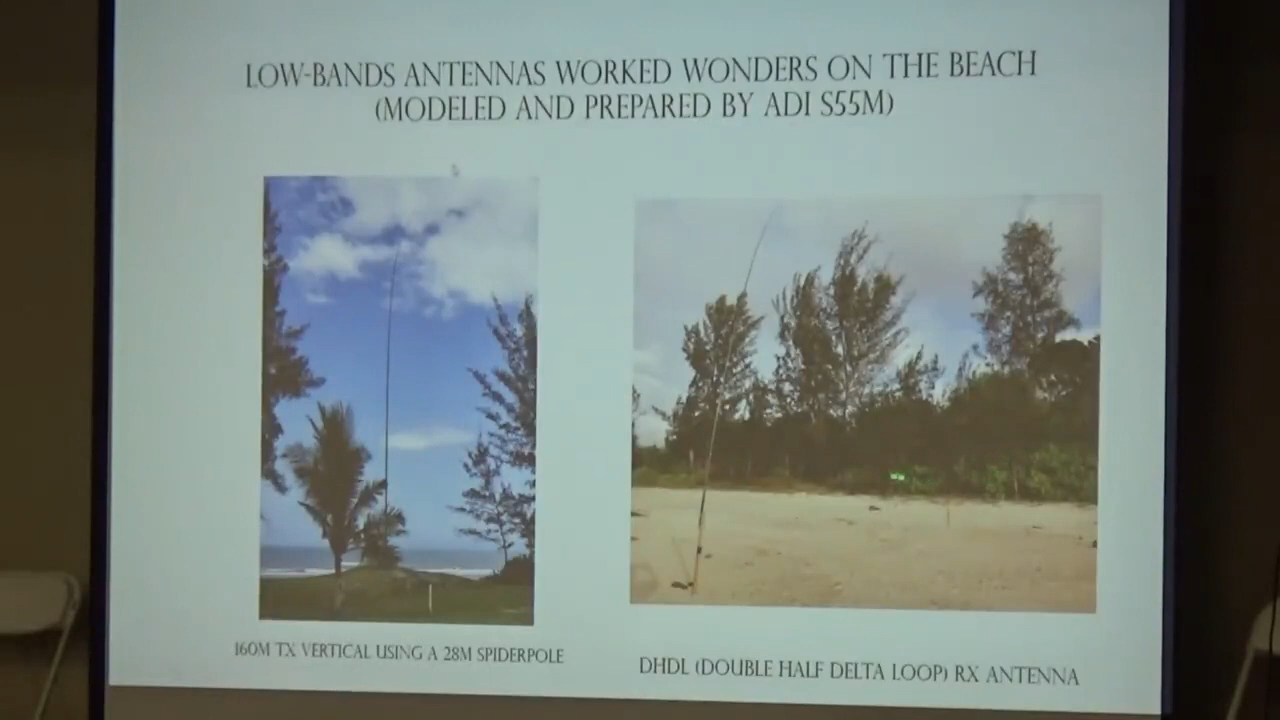 LOW-BANDS ANTENNAS WORKED WONDERS ON THE BEACH
(MODELED AND PREPARED BY ADI S55M)
160M TX VERTICAL USING A 28M SPIDERPOLE
DHDL (DOUBLE HALF DELTA LOOP) RX ANTENNA